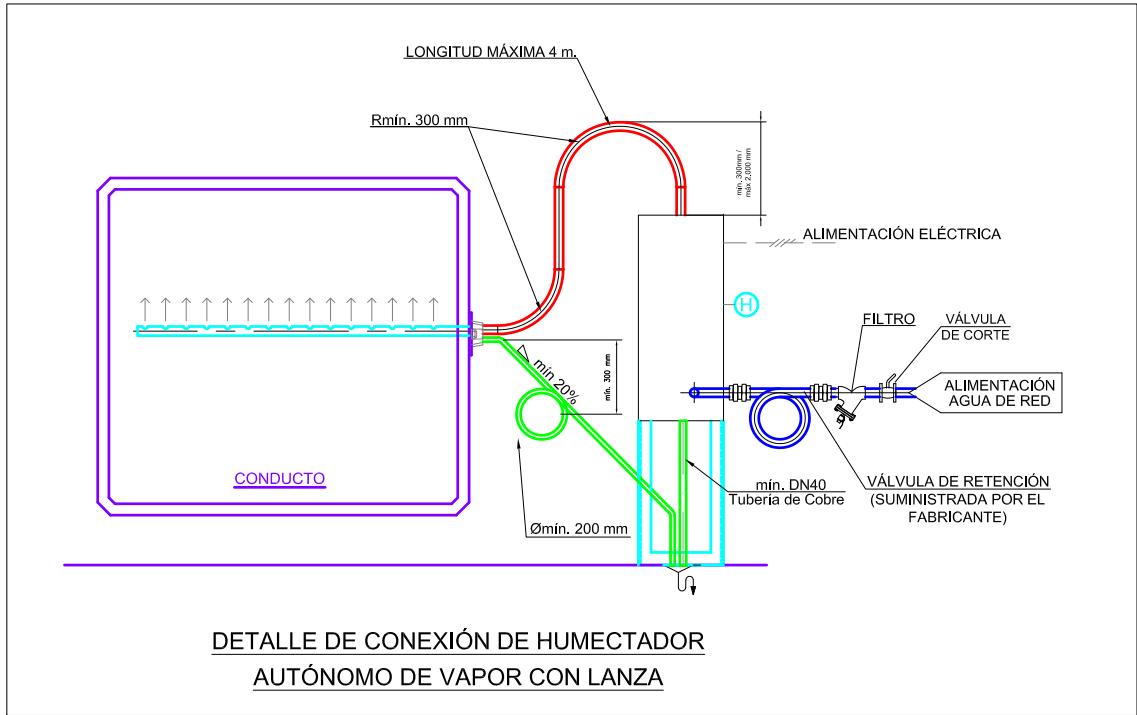 LONGITUD MÁXIMA 4 m.
Rmín. 300 mm
mín. 300mm /
máx 2.000 mm
ALIMENTACIÓN ELÉCTRICA
H
FILTRO
VÁLVULA
DE CORTE
ALIMENTACIÓN
AGUA DE RED
mín 20%
mín. 300 mm
CONDUCTO
Ømín. 200 mm
mín. DN40
Tubería de Cobre
VÁLVULA DE RETENCIÓN
(SUMINISTRADA POR EL
FABRICANTE)
DETALLE DE CONEXIÓN DE HUMECTADOR
AUTÓNOMO DE VAPOR CON LANZA